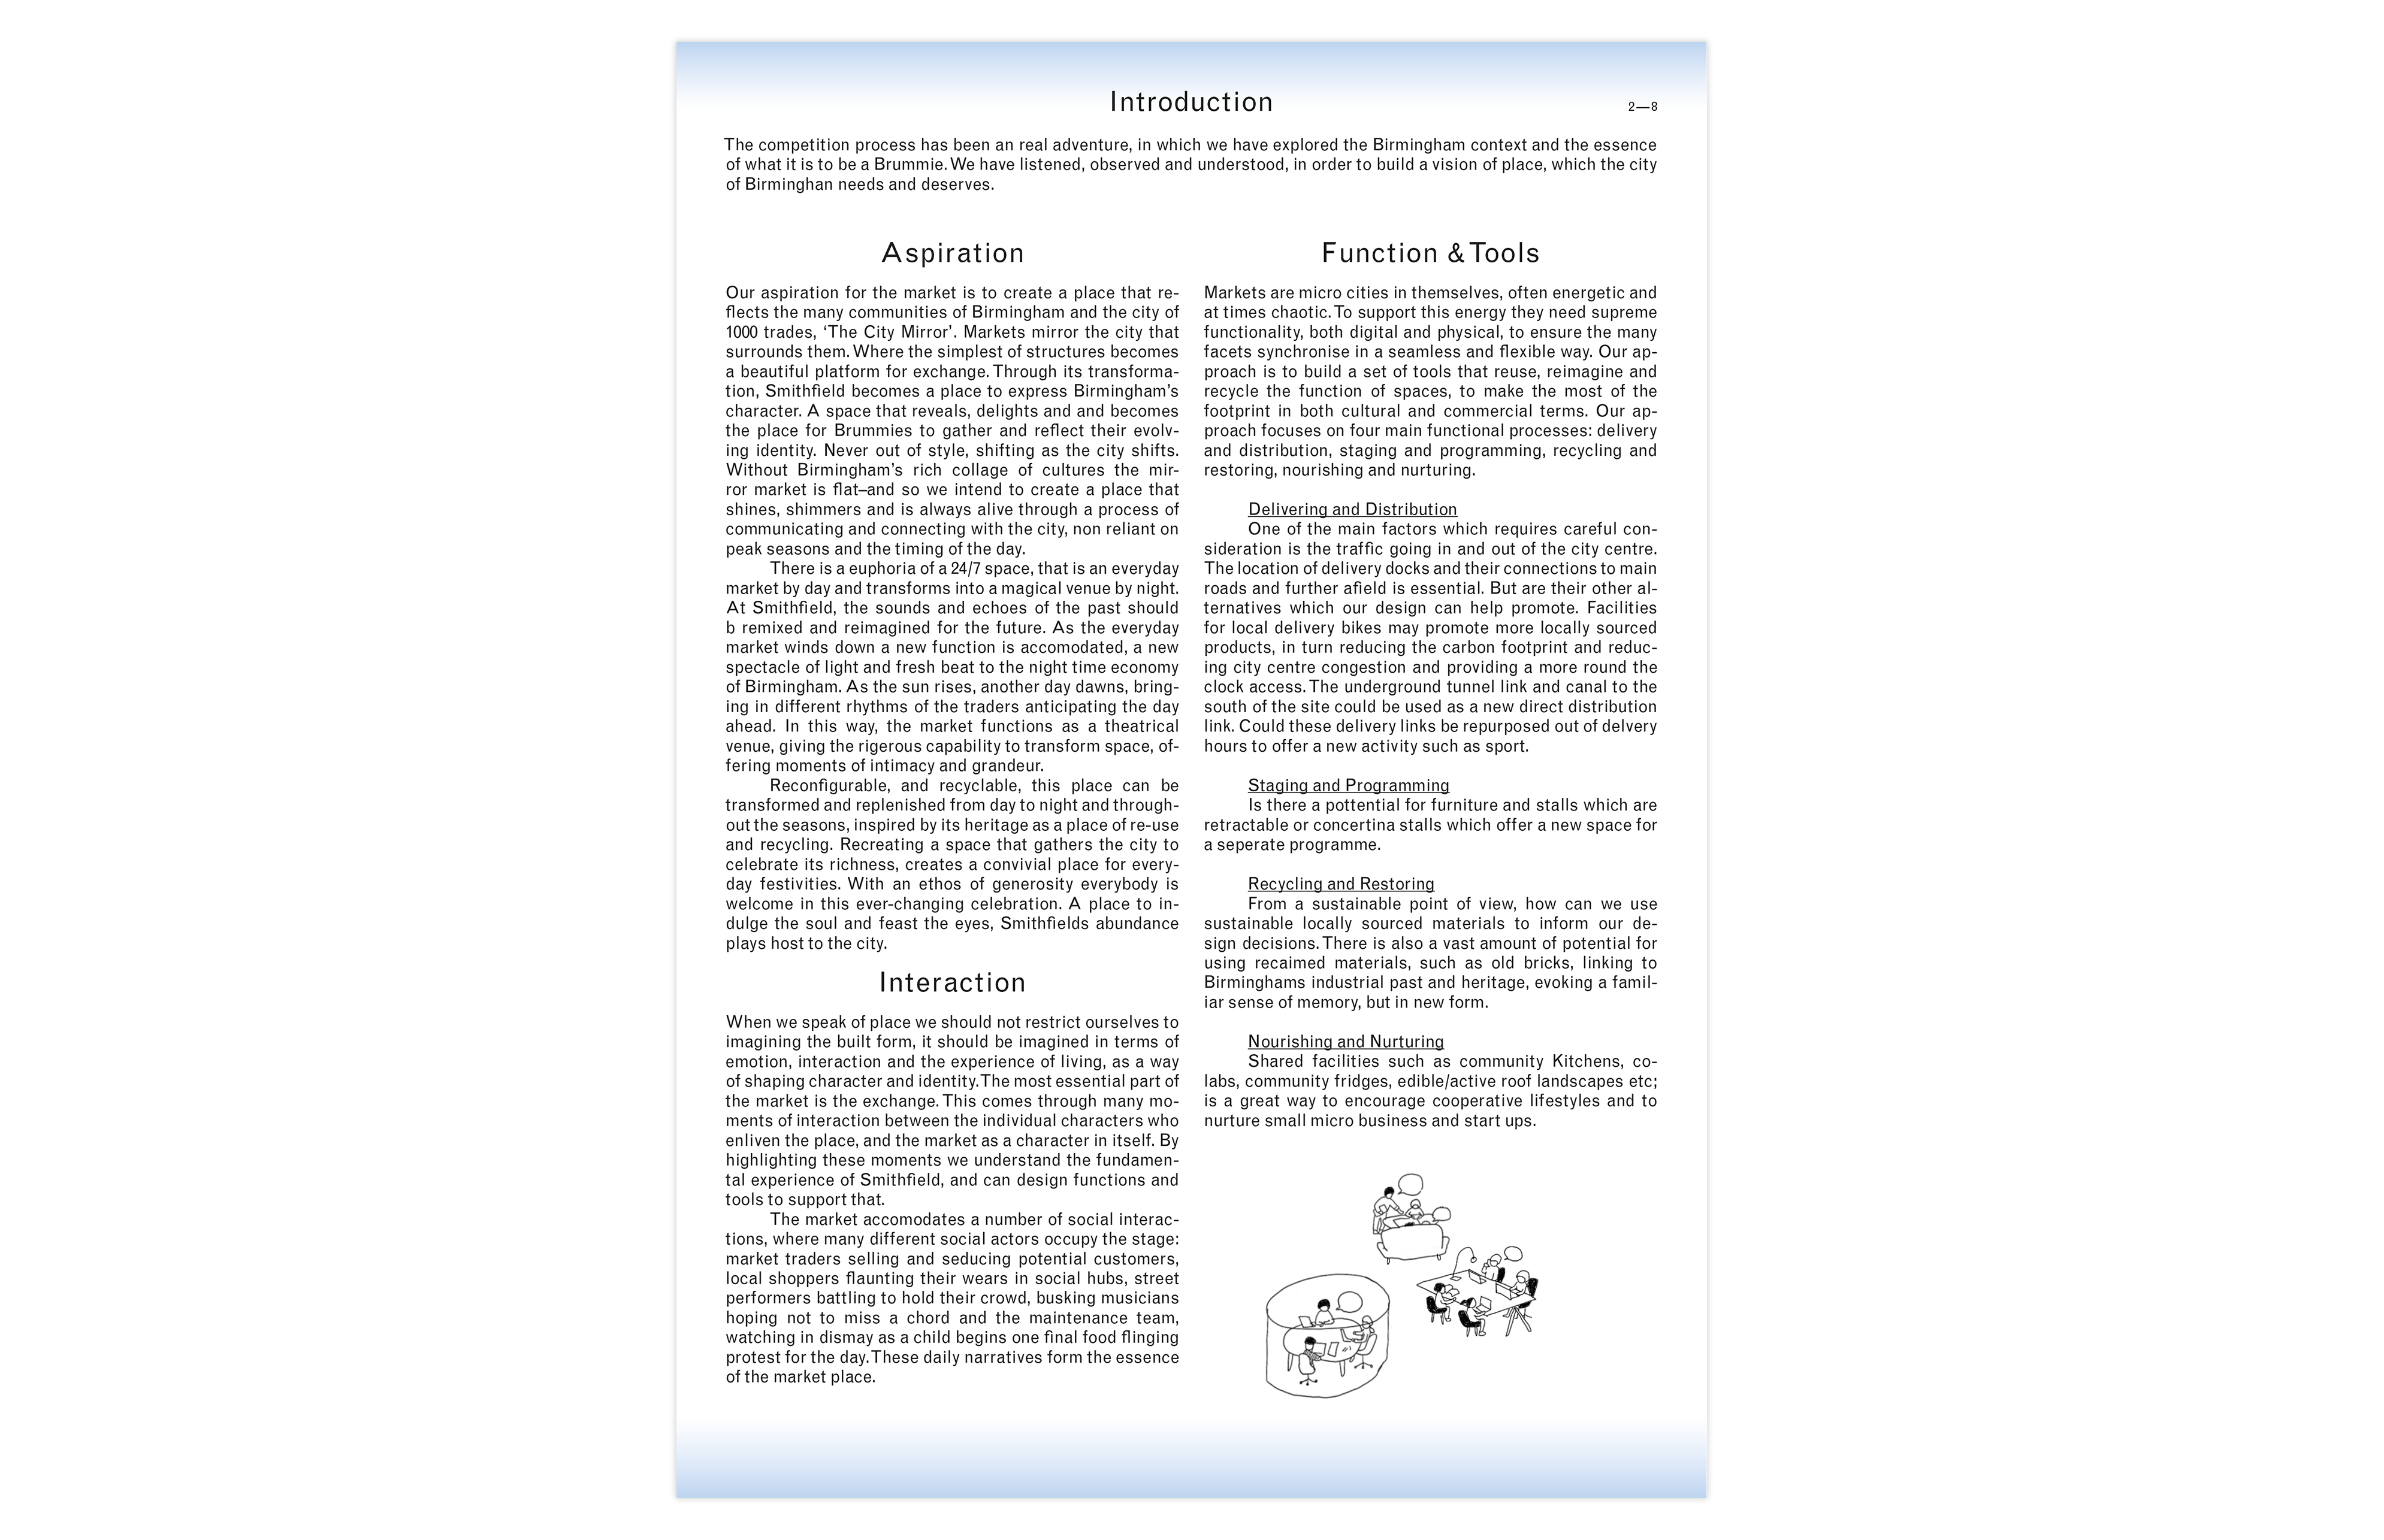 Introduction
2—8
The competition process has been an real adventure, in which we have explored the Birmingham context and the essence
of what it is to be a Brummie. We have listened, observed and understood, in order to build a vision of place, which the city
of Birminghan needs and deserves.
Aspiration
Our aspiration for the market is to create a place that re-
flects the many communities of Birmingham and the city of
1000 trades, ‘The City Mirror’. Markets mirror the city that
surrounds them. Where the simplest of structures becomes
a beautiful platform for exchange. Through its transforma-
tion, Smithfield becomes a place to express Birmingham’s
character. A space that reveals, delights and and becomes
the place for Brummies to gather and reflect their evolv-
ing identity. Never out of style, shifting as the city shifts.
Without Birmingham’s rich collage of cultures the mir-
ror market is flat–and so we intend to create a place that
shines, shimmers and is always alive through a process of
communicating and connecting with the city, non reliant on
peak seasons and the timing of the day.
There is a euphoria of a 24/7 space, that is an everyday
market by day and transforms into a magical venue by night.
At Smithfield, the sounds and echoes of the past should
b remixed and reimagined for the future. As the everyday
market winds down a new function is accomodated, a new
spectacle of light and fresh beat to the night time economy
of Birmingham. As the sun rises, another day dawns, bring-
ing in different rhythms of the traders anticipating the day
ahead. In this way, the market functions as a theatrical
venue, giving the rigerous capability to transform space, of-
fering moments of intimacy and grandeur.
Reconfigurable, and recyclable, this place can be
transformed and replenished from day to night and through-
out the seasons, inspired by its heritage as a place of re-use
and recycling. Recreating a space that gathers the city to
celebrate its richness, creates a convivial place for every-
day festivities. With an ethos of generosity everybody is
welcome in this ever-changing celebration. A place to in-
dulge the soul and feast the eyes, Smithfields abundance
plays host to the city.
Interaction
When we speak of place we should not restrict ourselves to
imagining the built form, it should be imagined in terms of
emotion, interaction and the experience of living, as a way
of shaping character and identity. The most essential part of
the market is the exchange. This comes through many mo-
ments of interaction between the individual characters who
enliven the place, and the market as a character in itself. By
highlighting these moments we understand the fundamen-
tal experience of Smithfield, and can design functions and
tools to support that.
The market accomodates a number of social interac-
tions, where many different social actors occupy the stage:
market traders selling and seducing potential customers,
local shoppers flaunting their wears in social hubs, street
performers battling to hold their crowd, busking musicians
hoping not to miss a chord and the maintenance team,
watching in dismay as a child begins one final food flinging
protest for the day. These daily narratives form the essence
of the market place.
Function & Tools
Markets are micro cities in themselves, often energetic and
at times chaotic. To support this energy they need supreme
functionality, both digital and physical, to ensure the many
facets synchronise in a seamless and flexible way. Our ap-
proach is to build a set of tools that reuse, reimagine and
recycle the function of spaces, to make the most of the
footprint in both cultural and commercial terms. Our ap-
proach focuses on four main functional processes: delivery
and distribution, staging and programming, recycling and
restoring, nourishing and nurturing.
Delivering and Distribution
One of the main factors which requires careful con-
sideration is the traffic going in and out of the city centre.
The location of delivery docks and their connections to main
roads and further afield is essential. But are their other al-
ternatives which our design can help promote. Facilities
for local delivery bikes may promote more locally sourced
products, in turn reducing the carbon footprint and reduc-
ing city centre congestion and providing a more round the
clock access. The underground tunnel link and canal to the
south of the site could be used as a new direct distribution
link. Could these delivery links be repurposed out of delvery
hours to offer a new activity such as sport.
Staging and Programming
Is there a pottential for furniture and stalls which are
retractable or concertina stalls which offer a new space for
a seperate programme.
Recycling and Restoring
From a sustainable point of view, how can we use
sustainable locally sourced materials to inform our de-
sign decisions. There is also a vast amount of potential for
using recaimed materials, such as old bricks, linking to
Birminghams industrial past and heritage, evoking a famil-
iar sense of memory, but in new form.
Nourishing and Nurturing
Shared facilities such as community Kitchens, co-
labs, community fridges, edible/active roof landscapes etc;
is a great way to encourage cooperative lifestyles and to
nurture small micro business and start ups.